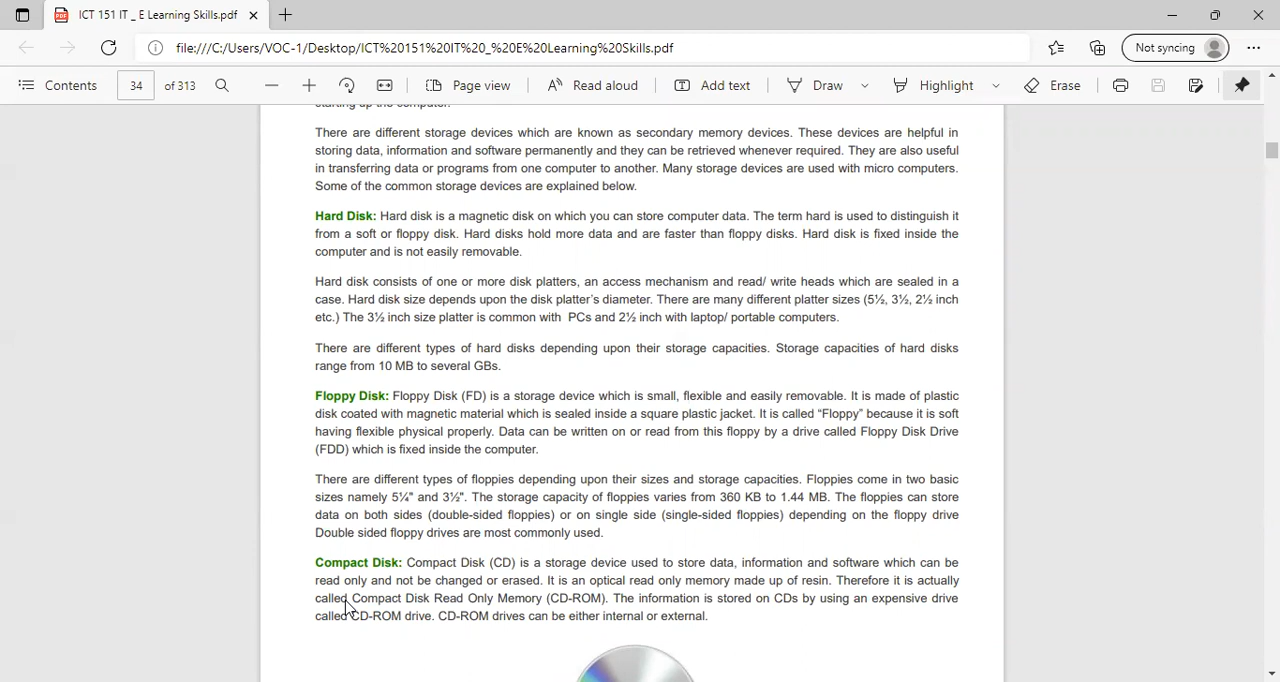 ICT 151 IT _ E Learning Skills.pdf
file:///C:/Users/VOC-1/Desktop/ICT%20151%20IT%20_%20E%20Learning%20Skills.pdf
Not syncing
Contents 34 of 313 Page view Read aloud Add text Draw Highlight Erase
starting up the computer.
There are different storage devices which are known as secondary memory devices. These devices are helpful in
storing data, information and software permanently and they can be retrieved whenever required. They are also useful
in transferring data or programs from one computer to another. Many storage devices are used with micro computers.
Some of the common storage devices are explained below.
Hard Disk: Hard disk is a magnetic disk on which you can store computer data. The term hard is used to distinguish it
from a soft or floppy disk. Hard disks hold more data and are faster than floppy disks. Hard disk is fixed inside the
computer and is not easily removable.
Hard disk consists of one or more disk platters, an access mechanism and read/ write heads which are sealed in a
case. Hard disk size depends upon the disk platter's diameter. There are many different platter sizes (5½, 3½, 2½ inch
etc.) The 3½ inch size platter is common with PCs and 2½ inch with laptop/ portable computers.
There are different types of hard disks depending upon their storage capacities. Storage capacities of hard disks
range from 10 MB to several GBs.
Floppy Disk: Floppy Disk (FD) is a storage device which is small, flexible and easily removable. It is made of plastic
disk coated with magnetic material which is sealed inside a square plastic jacket. It is called “Floppy” because it is soft
having flexible physical properly. Data can be written on or read from this floppy by a drive called Floppy Disk Drive
(FDD) which is fixed inside the computer.
There are different types of floppies depending upon their sizes and storage capacities. Floppies come in two basic
sizes namely 5¼" and 3½". The storage capacity of floppies varies from 360 KB to 1.44 MB. The floppies can store
data on both sides (double-sided floppies) or on single side (single-sided floppies) depending on the floppy drive
Double sided floppy drives are most commonly used.
Compact Disk: Compact Disk (CD) is a storage device used to store data, information and software which can be
read only and not be changed or erased. It is an optical read only memory made up of resin. Therefore it is actually
called Compact Disk Read Only Memory (CD-ROM). The information is stored on CDs by using an expensive drive
called CD-ROM drive. CD-ROM drives can be either internal or external.